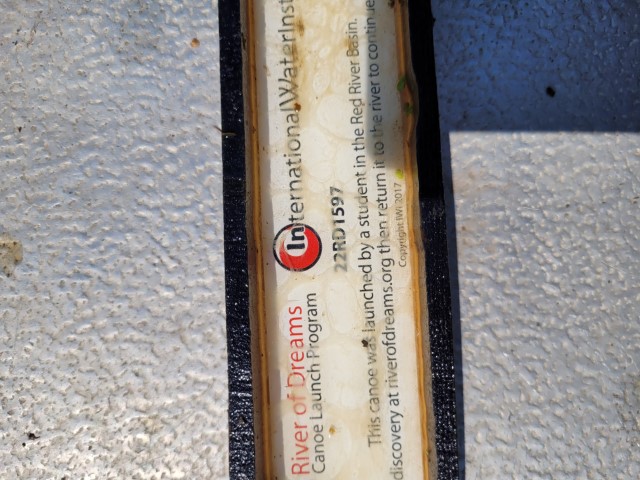 River of Dreams
Canoe Launch Program
In
InternationalWaterInst
22RD1597
This canoe was launched by a student in the Red River Basin.
discovery at riverofdreams.org then return it to the river to continue
Copyright IWI 2017